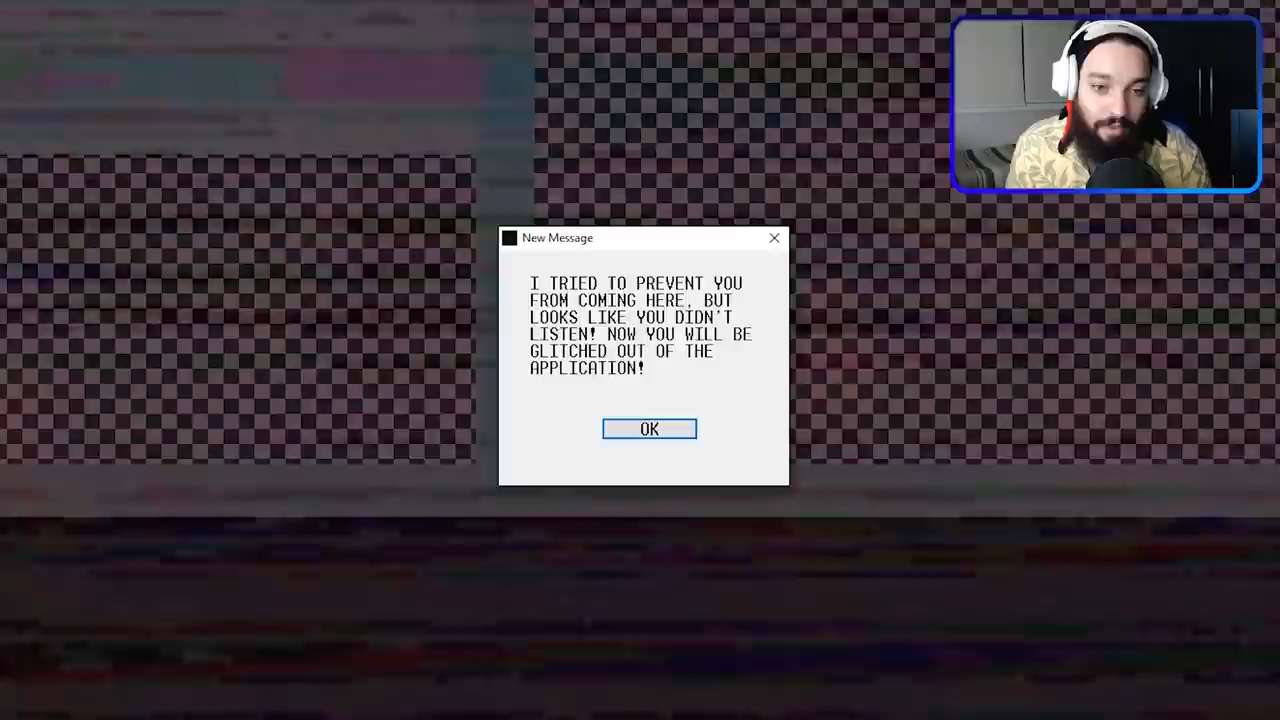 New Message
I TRIED TO PREVENT YOU
FROM COMING HERE, BUT
LOOKS LIKE YOU DIDN'T
LISTEN! NOW YOU WILL BE
GLITCHED OUT OF THE
APPLICATION!
OK